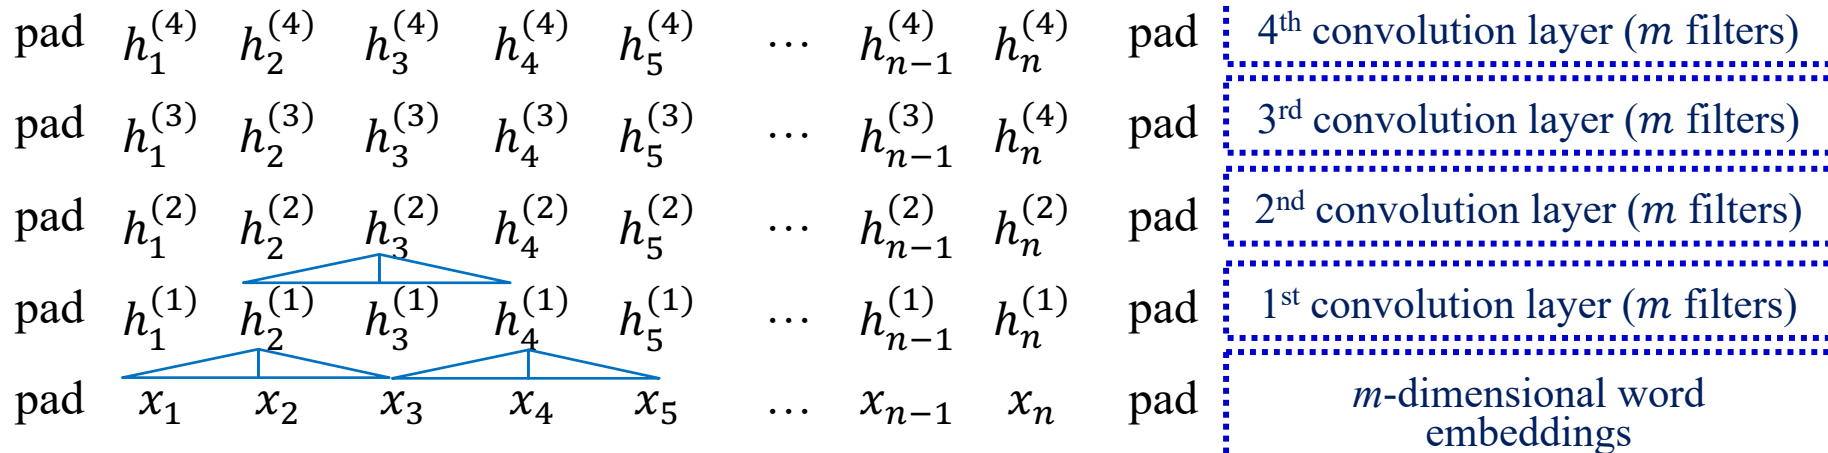 pad $h_1^{(4)}$ $h_2^{(4)}$ $h_3^{(4)}$ $h_4^{(4)}$ $h_5^{(4)}$ … $h_{n-1}^{(4)}$ $h_n^{(4)}$ pad 4th convolution layer (m filters)
pad $h_1^{(3)}$ $h_2^{(3)}$ $h_3^{(3)}$ $h_4^{(3)}$ $h_5^{(3)}$ … $h_{n-1}^{(3)}$ $h_n^{(4)}$ pad 3rd convolution layer (m filters)
pad $h_1^{(2)}$ $h_2^{(2)}$ $h_3^{(2)}$ $h_4^{(2)}$ $h_5^{(2)}$ … $h_{n-1}^{(2)}$ $h_n^{(2)}$ pad 2nd convolution layer (m filters)
pad $h_1^{(1)}$ $h_2^{(1)}$ $h_3^{(1)}$ $h_4^{(1)}$ $h_5^{(1)}$ … $h_{n-1}^{(1)}$ $h_n^{(1)}$ pad 1st convolution layer (m filters)
pad $x_1$ $x_2$ $x_3$ $x_4$ $x_5$ … $x_{n-1}$ $x_n$ pad m-dimensional word
embeddings